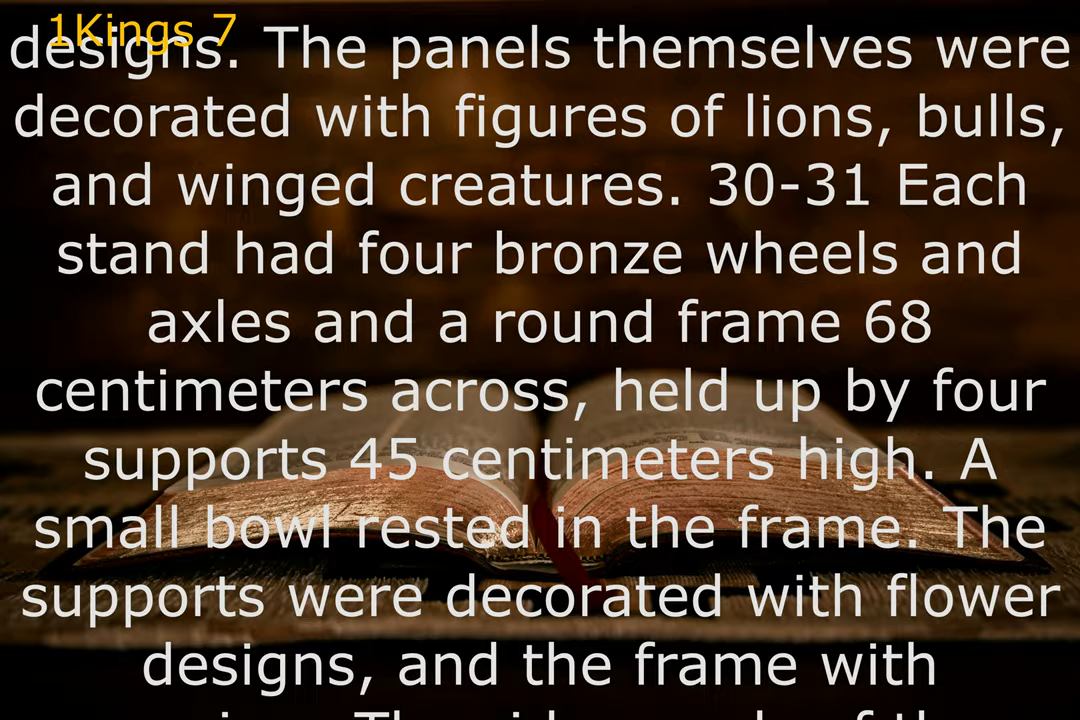 1Kings 7
designs. The panels themselves were
decorated with figures of lions, bulls,
and winged creatures. 30-31 Each
stand had four bronze wheels and
axles and a round frame 68
centimeters across, held up by four
supports 45 centimeters high. A
small bowl rested in the frame. The
supports were decorated with flower
designs, and the frame with